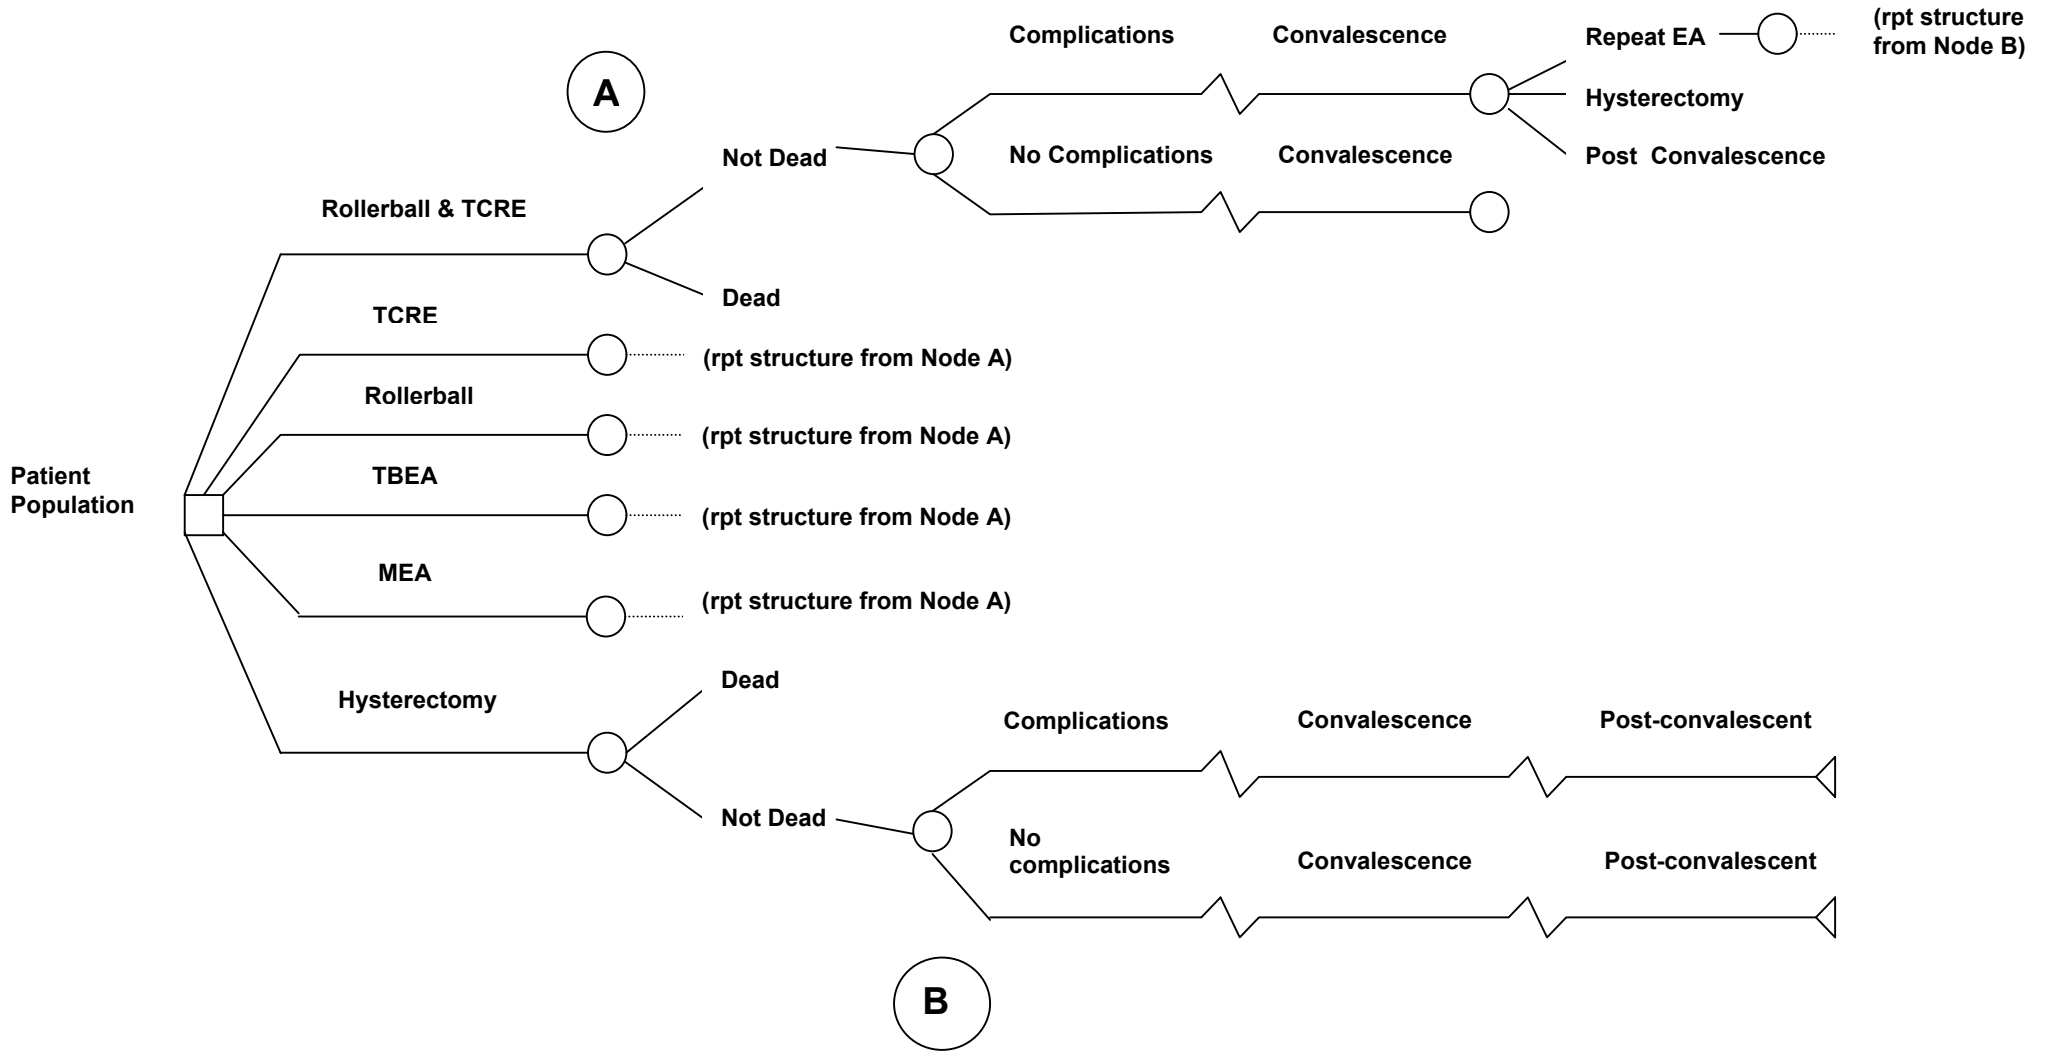 Complications
Convalescence
Repeat EA
(rpt structure
from Node B)
A
Hysterectomy
Not Dead
No Complications
Convalescence
Post Convalescence
Rollerball & TCRE
Dead
TCRE
(rpt structure from Node A)
Rollerball
(rpt structure from Node A)
Patient
Population
TBEA
(rpt structure from Node A)
MEA
(rpt structure from Node A)
Dead
Hysterectomy
Complications
Convalescence
Post-convalescent
Not Dead
No
complications
Convalescence
Post-convalescent
B